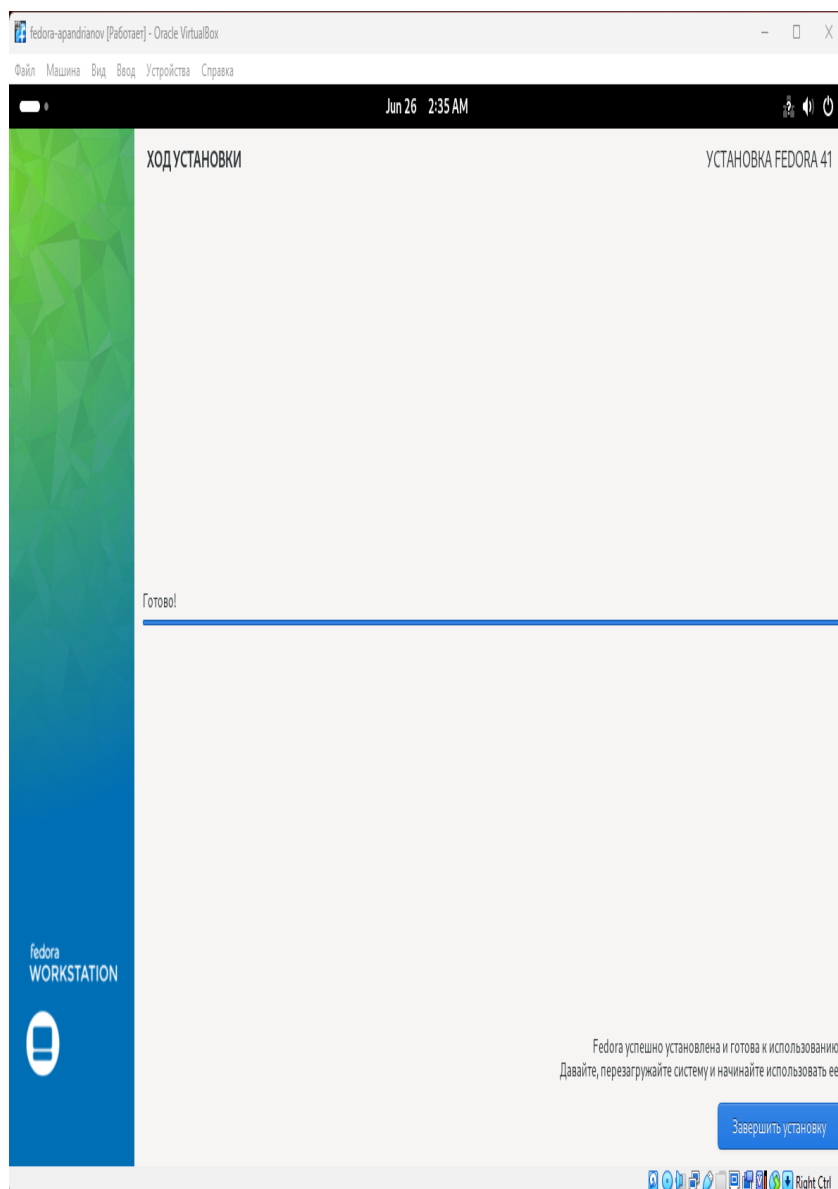 fedora-apandrianov [Работает] - Oracle VirtualBox
Файл Машина Вид Ввод Устройства Справка
Jun 26 2:35 AM
ХОД УСТАНОВКИ
УСТАНОВКА FEDORA 41
Готово!
fedora
WORKSTATION
Fedora успешно установлена и готова к использованию
Давайте, перезагружайте систему и начинайте использовать ее
Завершить установку
Right Ctrl